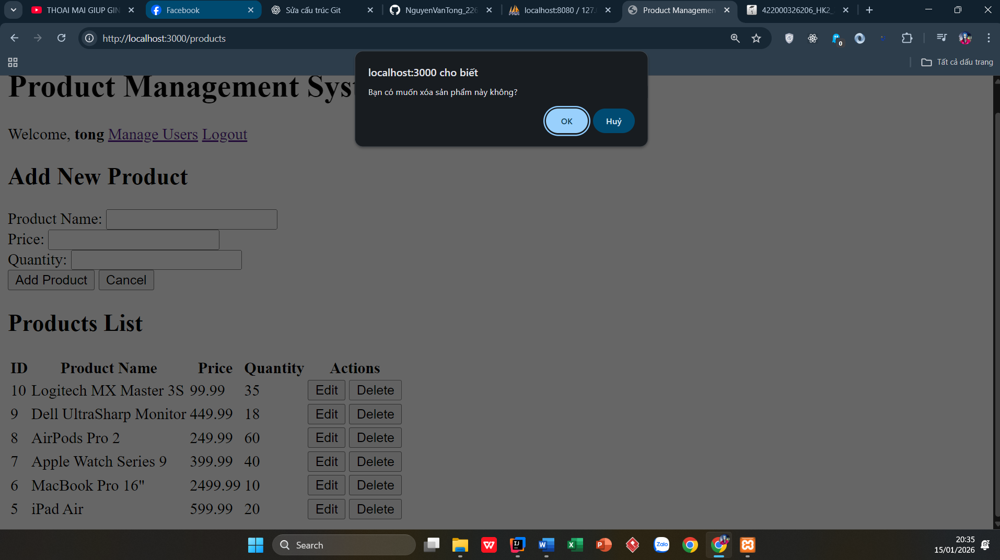 THOAI MAI GIUP GIN
Facebook
Sửa cấu trúc Git
NguyenVanTong_226
localhost:8080 / 127.
Product Managemen
422000326206_HK2_
http://localhost:3000/products
0
Tất cả dấu trang
localhost:3000 cho biết
Bạn có muốn xóa sản phẩm này không?
OK
Huỷ
Product Management Sys
Welcome, tong Manage Users Logout
Add New Product
Product Name:
Price:
Quantity:
Add Product Cancel
Products List
ID Product Name Price Quantity Actions
10 Logitech MX Master 3S 99.99 35 Edit Delete
9 Dell UltraSharp Monitor 449.99 18 Edit Delete
8 AirPods Pro 2 249.99 60 Edit Delete
7 Apple Watch Series 9 399.99 40 Edit Delete
6 MacBook Pro 16" 2499.99 10 Edit Delete
5 iPad Air 599.99 20 Edit Delete
Search
Zalo
20:35
15/01/2026